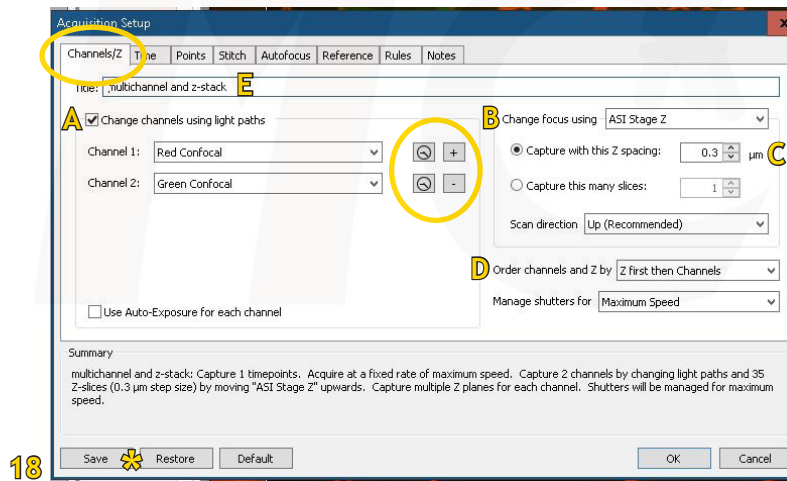 Acquisition Setup
x
Channels/Z Time Points Stitch Autofocus Reference Rules Notes
Title: multichannel and z-stack E
A Change channels using light paths
Channel 1: Red Confocal +
Channel 2: Green Confocal -
Use Auto-Exposure for each channel
B Change focus using ASI Stage Z
Capture with this Z spacing: 0.3 µm C
Capture this many slices: 1
Scan direction Up (Recommended)
D Order channels and Z by Z first then Channels
Manage shutters for Maximum Speed
Summary
multichannel and z-stack: Capture 1 timepoints. Acquire at a fixed rate of maximum speed. Capture 2 channels by changing light paths and 35
Z-slices (0.3 µm step size) by moving "ASI Stage Z" upwards. Capture multiple Z planes for each channel. Shutters will be managed for maximum
speed.
18 Save * Restore Default OK Cancel